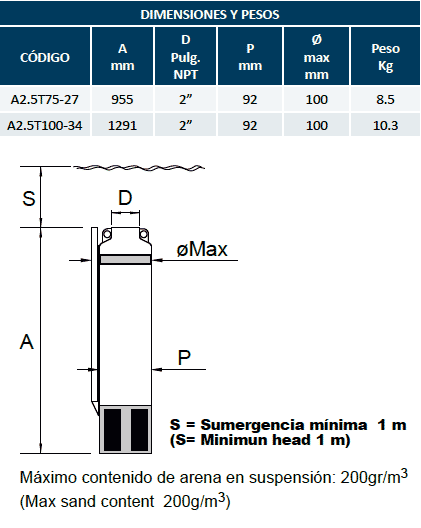 DIMENSIONES Y PESOS
CÓDIGO A mm D Pulg. NPT P mm Ø max mm Peso Kg
A2.5T75-27 955 2” 92 100 8.5
A2.5T100-34 1291 2” 92 100 10.3
S
D
øMax
A
P
S = Sumergencia mínima 1 m
(S= Minimun head 1 m)
Máximo contenido de arena en suspensión: 200gr/m³
(Max sand content 200g/m³)